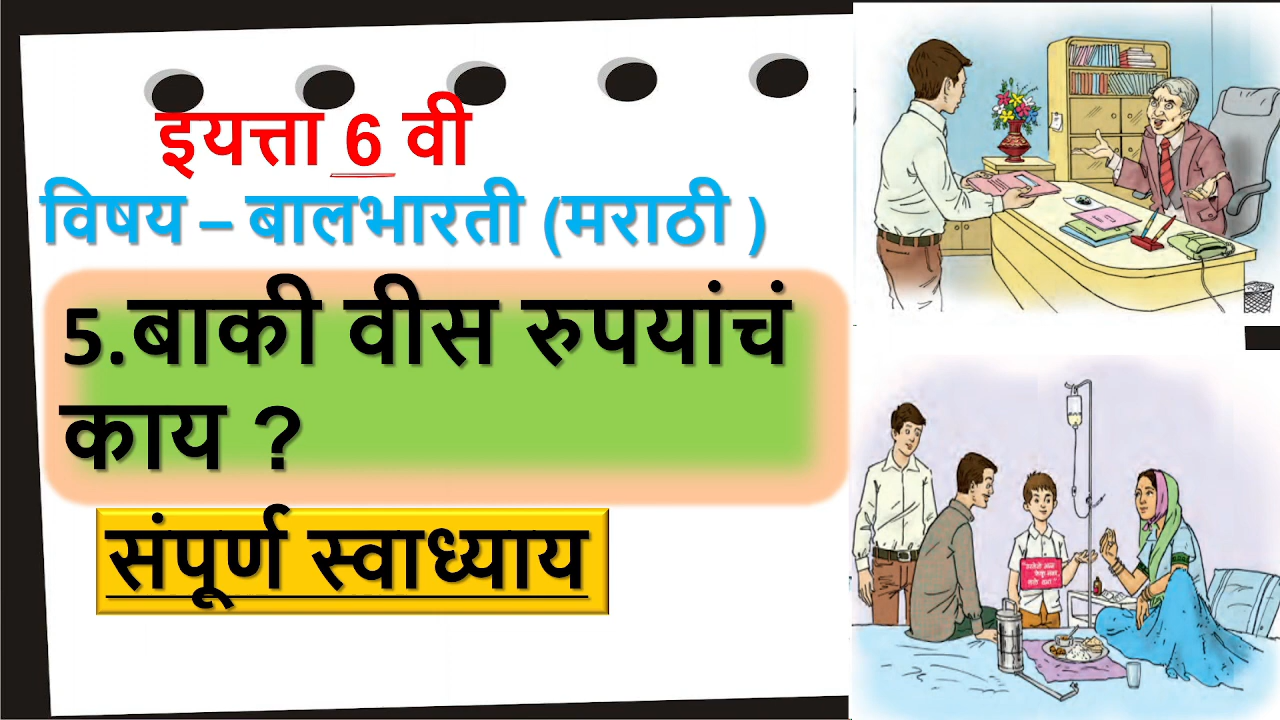 इयत्ता 6 वी
विषय – बालभारती (मराठी )
5.बाकी वीस रुपयांचं
काय ?
संपूर्ण स्वाध्याय